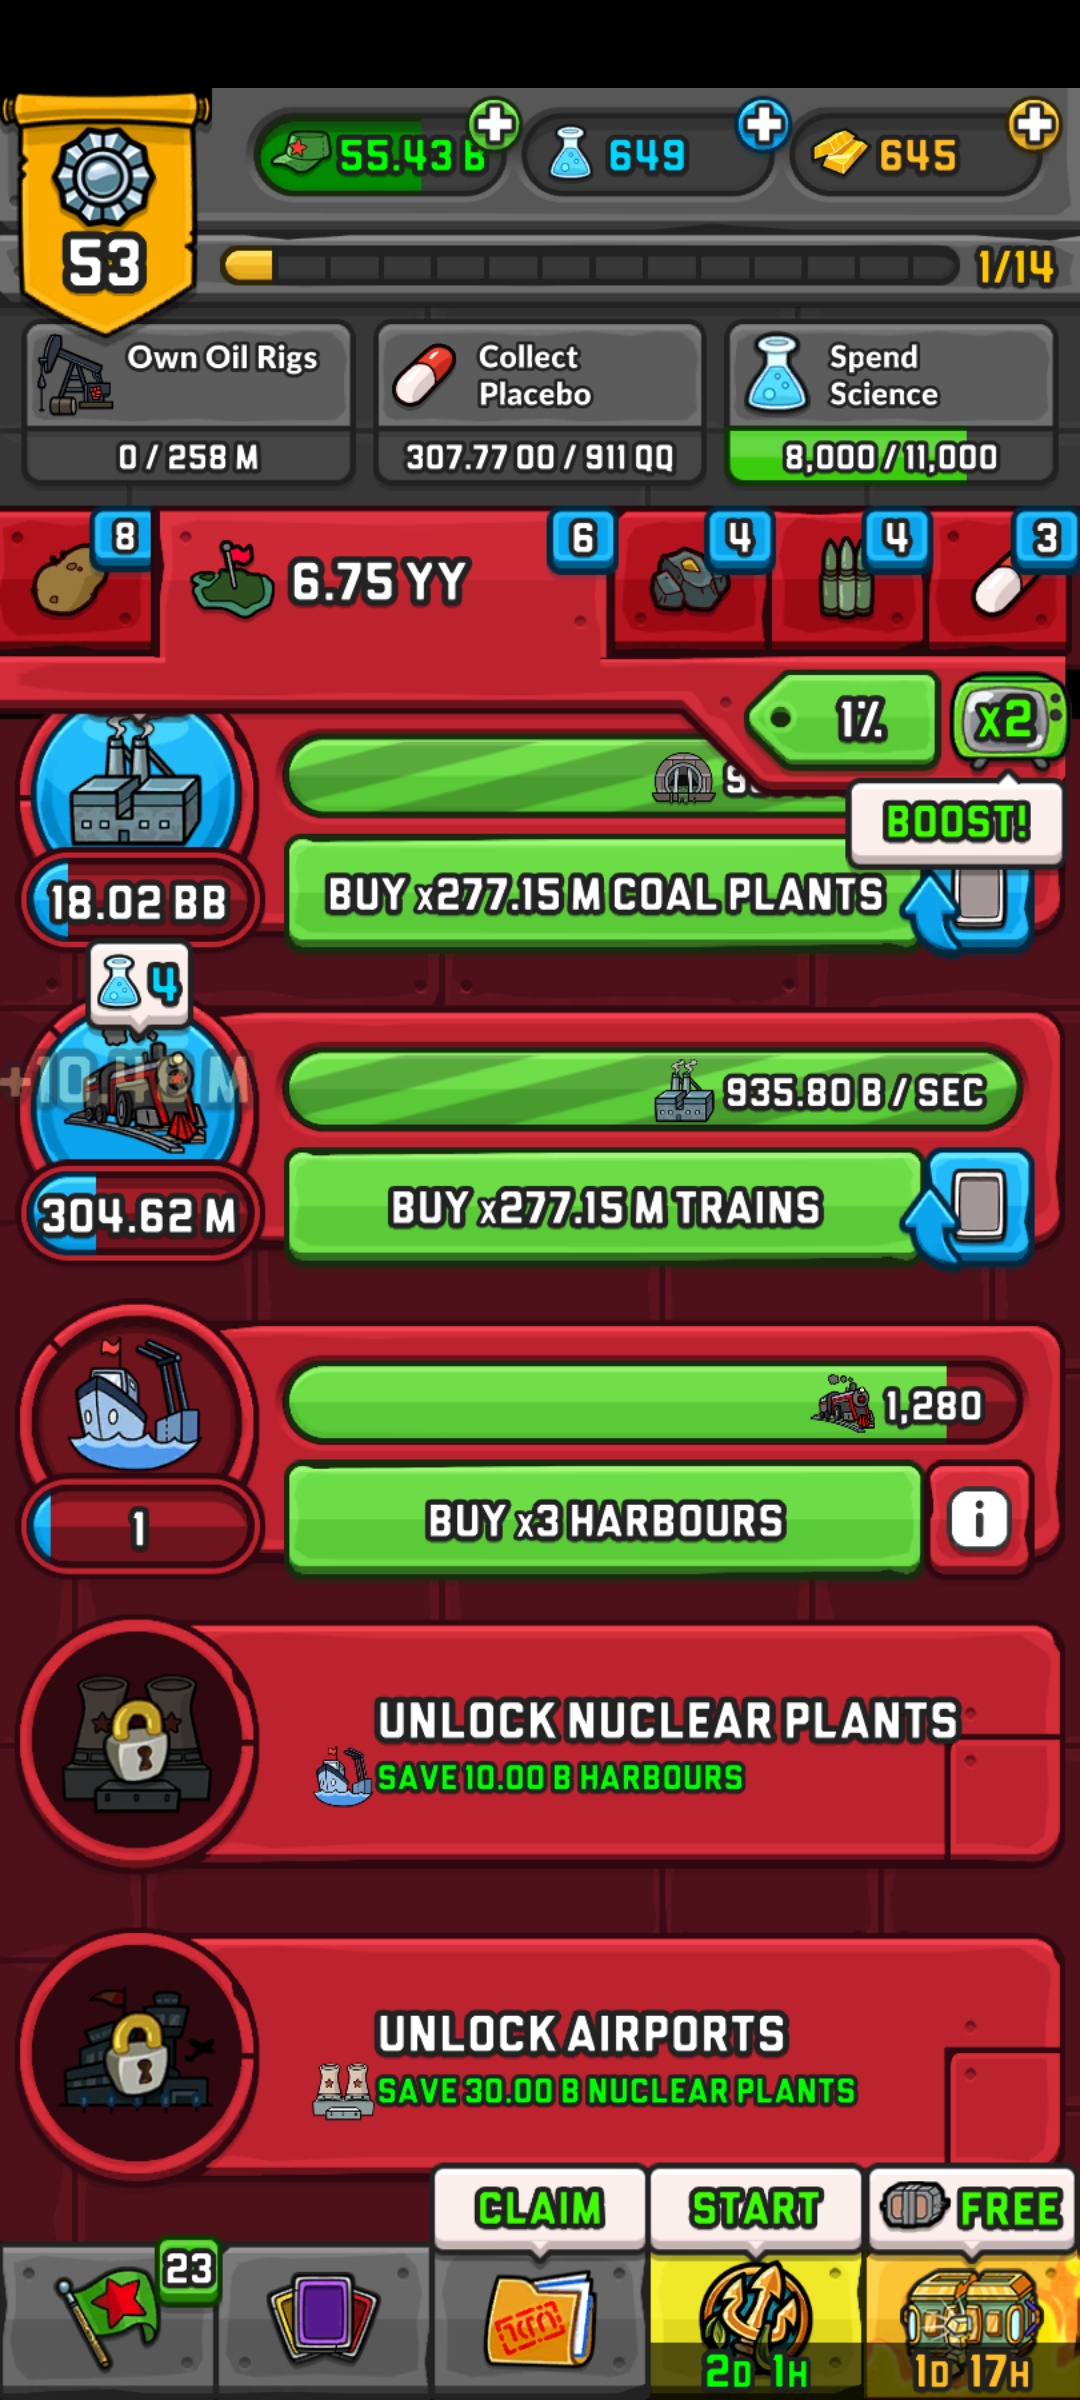 55.43 B
649
645
53
1/14
Own Oil Rigs
0 / 258 M
Collect
Placebo
307.77 OO / 911 QQ
Spend
Science
8,000 / 11,000
8
6.75 YY
6
4
4
3
1%
x2
BOOST!
18.02 BB
BUY x277.15 M COAL PLANTS
4
935.80 B / SEC
304.62 M
BUY x277.15 M TRAINS
1,280
1
BUY x3 HARBOURS
i
UNLOCK NUCLEAR PLANTS
SAVE 10.00 B HARBOURS
UNLOCK AIRPORTS
SAVE 30.00 B NUCLEAR PLANTS
CLAIM
START
FREE
23
2D 1H
1D 17H